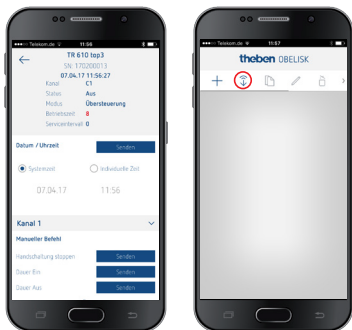 Telekom.de 11:56
TR 610 top3
SN: 170200013
07.04.17 11:56:27
Kanal C1
Status Aus
Modus Übersteuerung
Betriebszeit 8
Serviceintervall 0
Datum / Uhrzeit Senden
Systemzeit Individuelle Zeit
07.04.17 11:56
Kanal 1
Manueller Befehl
Handschaltung stoppen Senden
Dauer Ein Senden
Dauer Aus Senden
Telekom.de 11:57
theben OBELISK